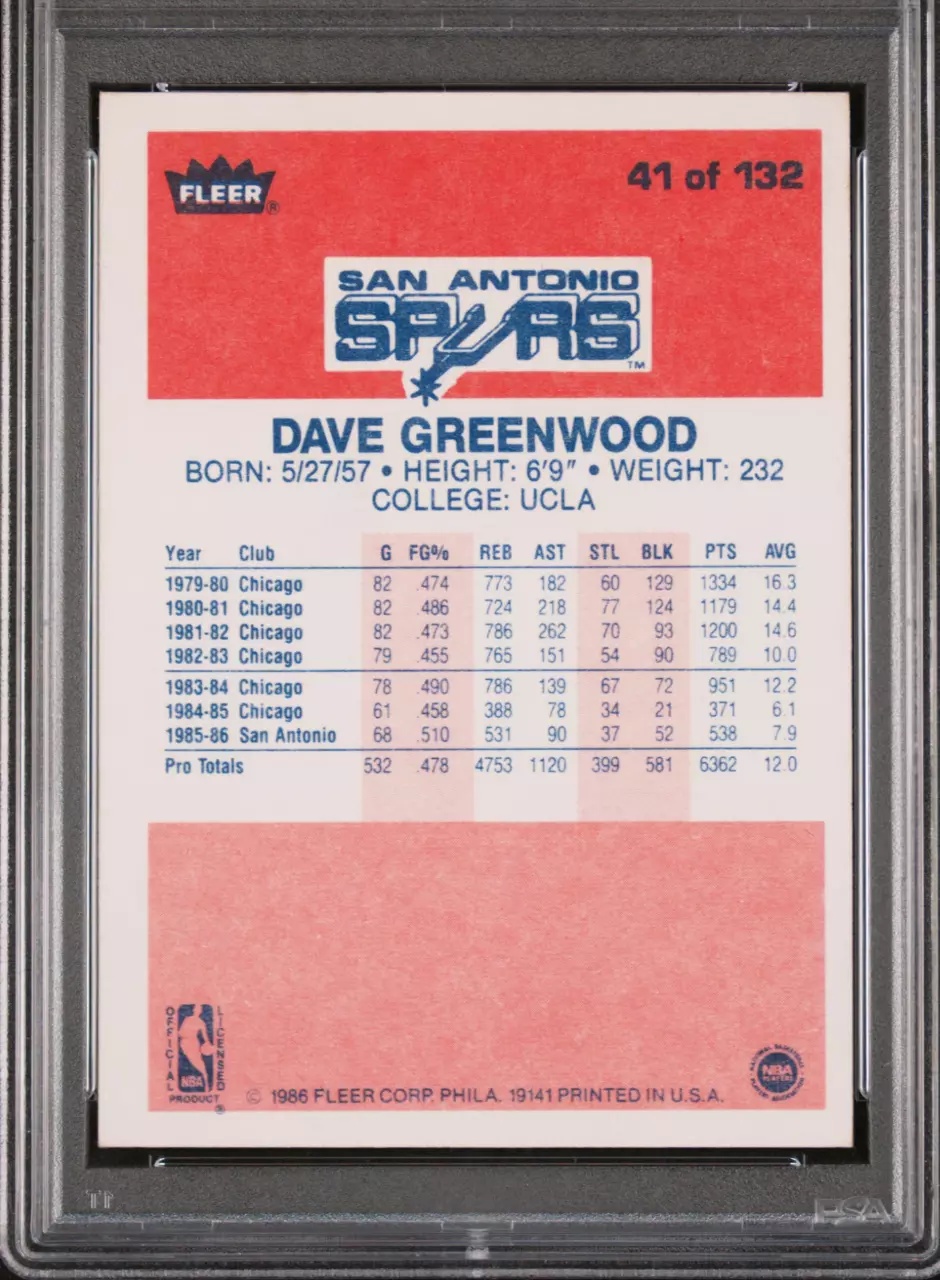 FLEER®
41 of 132
SAN ANTONIO
SPURS
TM
DAVE GREENWOOD
BORN: 5/27/57 • HEIGHT: 6'9" • WEIGHT: 232
COLLEGE: UCLA
Year Club G FG% REB AST STL BLK PTS AVG
1979-80 Chicago 82 .474 773 182 60 129 1334 16.3
1980-81 Chicago 82 .486 724 218 77 124 1179 14.4
1981-82 Chicago 82 .473 786 262 70 93 1200 14.6
1982-83 Chicago 79 .455 765 151 54 90 789 10.0
1983-84 Chicago 78 .490 786 139 67 72 951 12.2
1984-85 Chicago 61 .458 388 78 34 21 371 6.1
1985-86 San Antonio 68 .510 531 90 37 52 538 7.9
Pro Totals 532 .478 4753 1120 399 581 6362 12.0
OFFICIAL LICENSED
NBA
PRODUCT ®
© 1986 FLEER CORP. PHILA. 19141 PRINTED IN U.S.A.
NATIONAL BASKETBALL
NBA
PLAYERS
PLAYERS ASSOCIATION
PSA